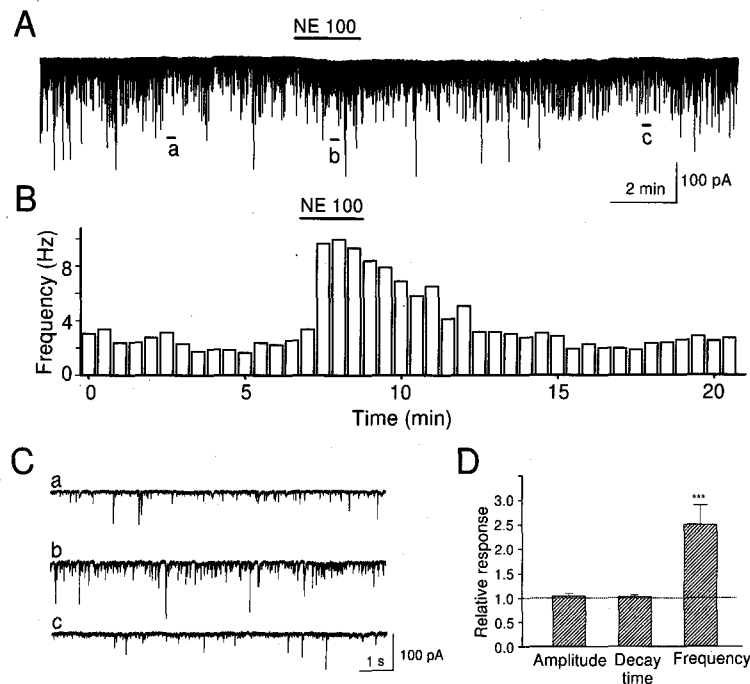 A
NE 100
a
b
c
2 min
100 pA
B
NE 100
Frequency (Hz)
8
4
0
0
5
10
15
20
Time (min)
C
a
b
c
1 s
100 pA
D
Relative response
3.0
2.5
2.0
1.5
1.0
0.5
0.0
***
Amplitude
Decay
time
Frequency